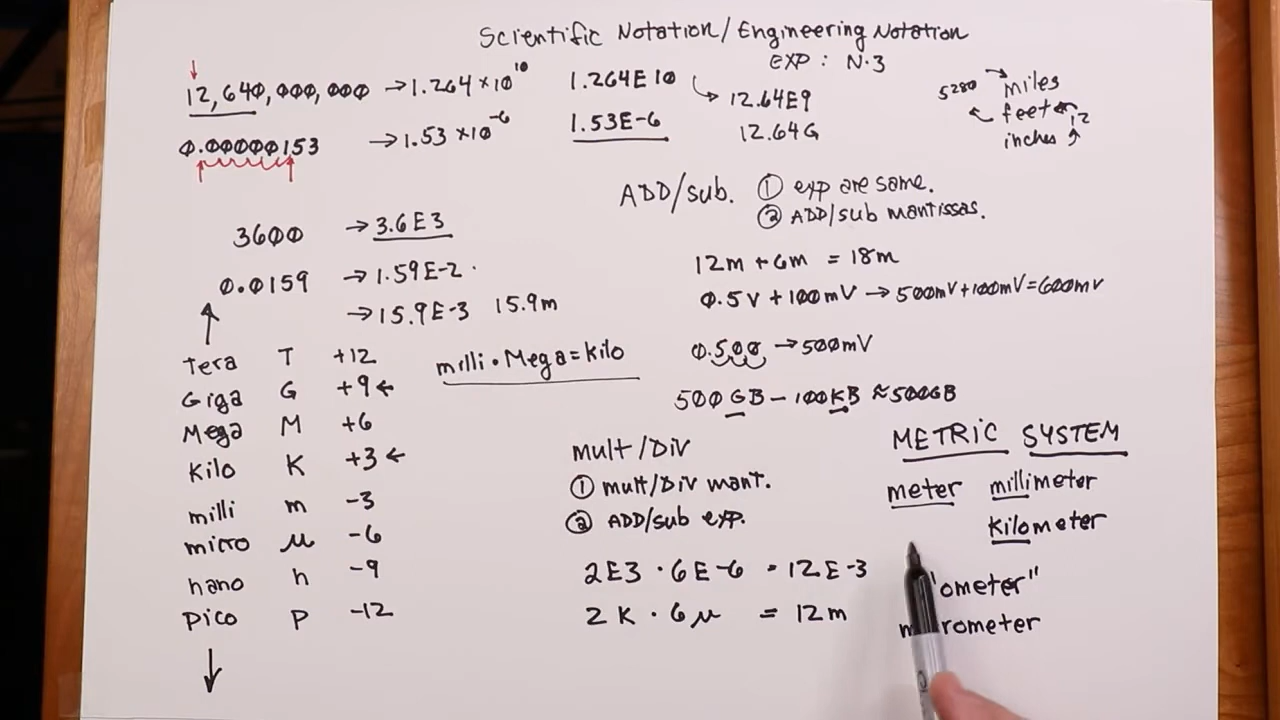 Scientific Notation/Engineering Notation
EXP: N·3
12,640,000,000 → 1.264 × 10^10
1.264E10
12.64E9
12.64G
5280 miles
feet 12
inches
0.00000153 → 1.53 × 10^-6
1.53E-6
ADD/sub. ① exp are same.
② ADD/sub mantissas.
3600 → 3.6E3
0.0159 → 1.59E-2
→ 15.9E-3 15.9m
12m + 6m = 18m
0.5V + 100mV → 500mV + 100mV = 600mV
0.500 → 500mV
500GB - 100KB ≈ 500GB
Tera T +12
Giga G +9 ←
Mega M +6
Kilo K +3 ←
milli m -3
micro μ -6
nano n -9
pico p -12
milli · Mega = kilo
mult/Div
① mult/Div mant.
② ADD/sub exp.
2E3 · 6E-6 = 12E-3
2K · 6μ = 12m
METRIC SYSTEM
meter millimeter
kilometer
"ometer"